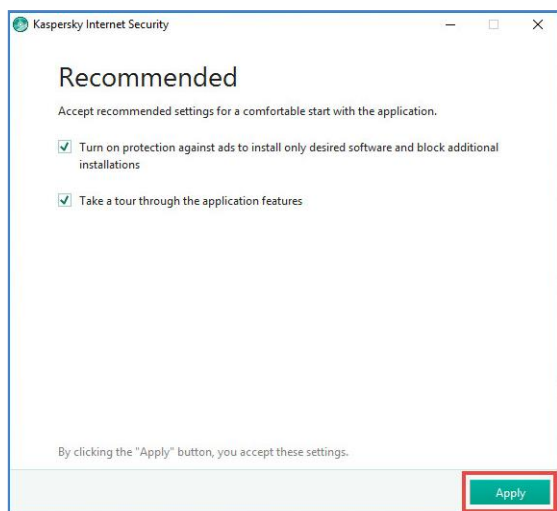 Kaspersky Internet Security
Recommended
Accept recommended settings for a comfortable start with the application.
Turn on protection against ads to install only desired software and block additional
installations
Take a tour through the application features
By clicking the "Apply" button, you accept these settings.
Apply